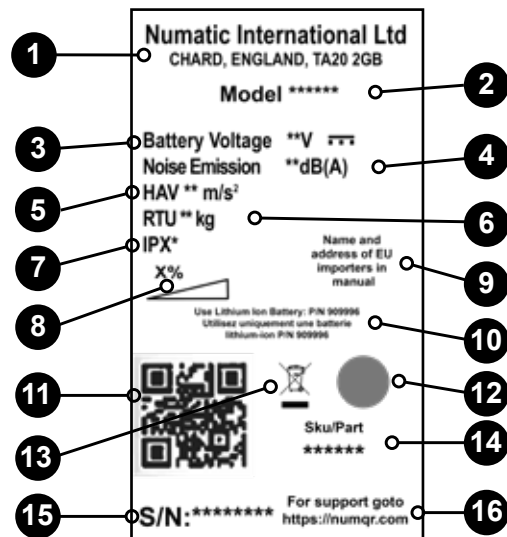 Numatic International Ltd
1
CHARD, ENGLAND, TA20 2GB
Model ******
2
3
Battery Voltage **V
Noise Emission **dB(A)
4
5
HAV ** m/s²
RTU ** kg
6
7
IPX*
Name and
address of EU
importers in
manual
9
X%
8
Use Lithium Ion Battery: P/N 909996
Utilisez uniquement une batterie
lithium-ion P/N 909996
10
11
12
13
Sku/Part
******
14
15
S/N:********
For support goto
https://numqr.com
16